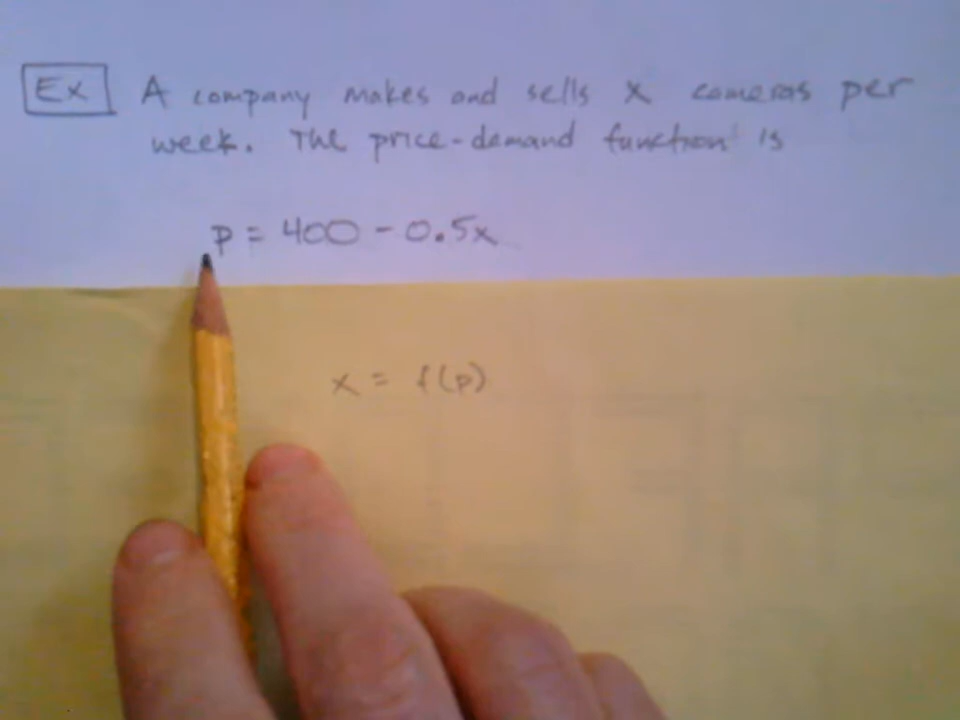 Ex A company makes and sells x cameras per
week. The price-demand function is
p = 400 - 0.5x
x = f(p)